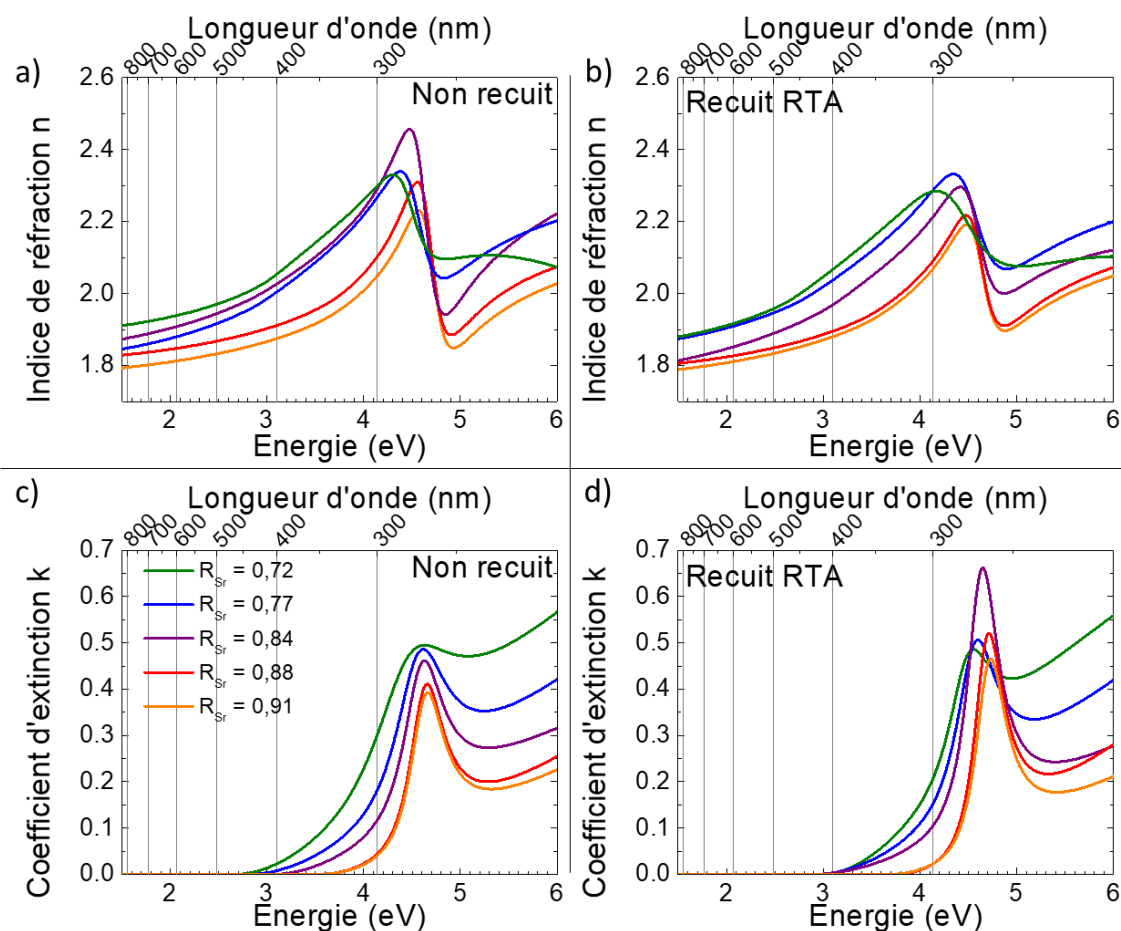 a)
Longueur d'onde (nm)
800 700 600 500 400 300
Indice de réfraction n
2.6
2.4
2.2
2.0
1.8
Non recuit
2 3 4 5 6
Energie (eV)
b)
Longueur d'onde (nm)
800 700 600 500 400 300
Indice de réfraction n
2.6
2.4
2.2
2.0
1.8
Recuit RTA
2 3 4 5 6
Energie (eV)
c)
Longueur d'onde (nm)
800 700 600 500 400 300
Coefficient d'extinction k
0.7
0.6
0.5
0.4
0.3
0.2
0.1
0.0
Non recuit
R_Sr = 0,72
R_Sr = 0,77
R_Sr = 0,84
R_Sr = 0,88
R_Sr = 0,91
2 3 4 5 6
Energie (eV)
d)
Longueur d'onde (nm)
800 700 600 500 400 300
Coefficient d'extinction k
0.7
0.6
0.5
0.4
0.3
0.2
0.1
0.0
Recuit RTA
2 3 4 5 6
Energie (eV)